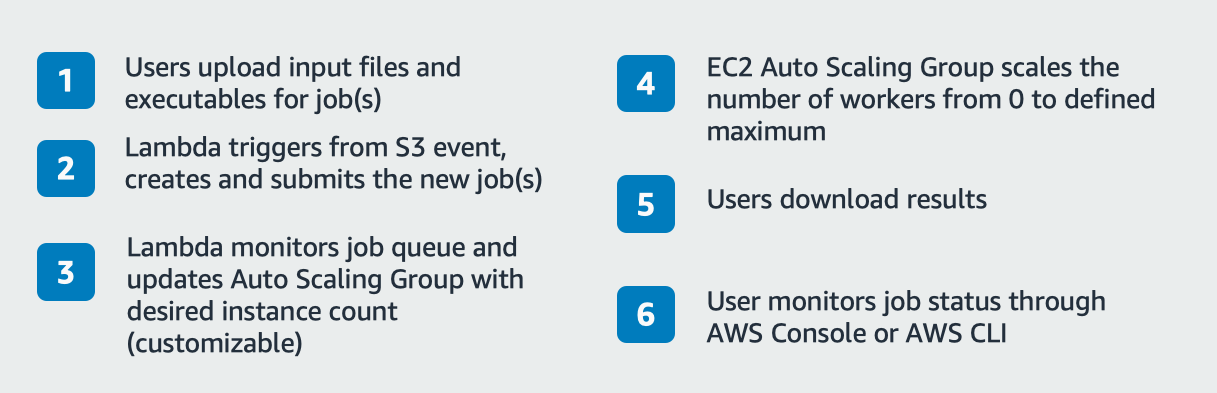 1
Users upload input files and
executables for job(s)
2
Lambda triggers from S3 event,
creates and submits the new job(s)
3
Lambda monitors job queue and
updates Auto Scaling Group with
desired instance count
(customizable)
4
EC2 Auto Scaling Group scales the
number of workers from 0 to defined
maximum
5
Users download results
6
User monitors job status through
AWS Console or AWS CLI